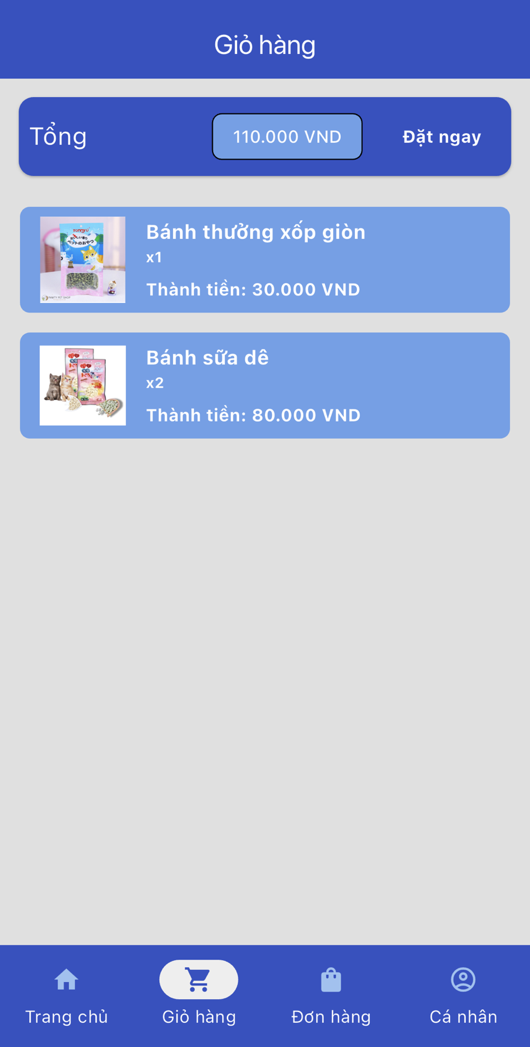 Giỏ hàng
Tổng
110.000 VND
Đặt ngay
Bánh thưởng xốp giòn
x1
Thành tiền: 30.000 VND
Bánh sữa dê
x2
Thành tiền: 80.000 VND
Trang chủ
Giỏ hàng
Đơn hàng
Cá nhân